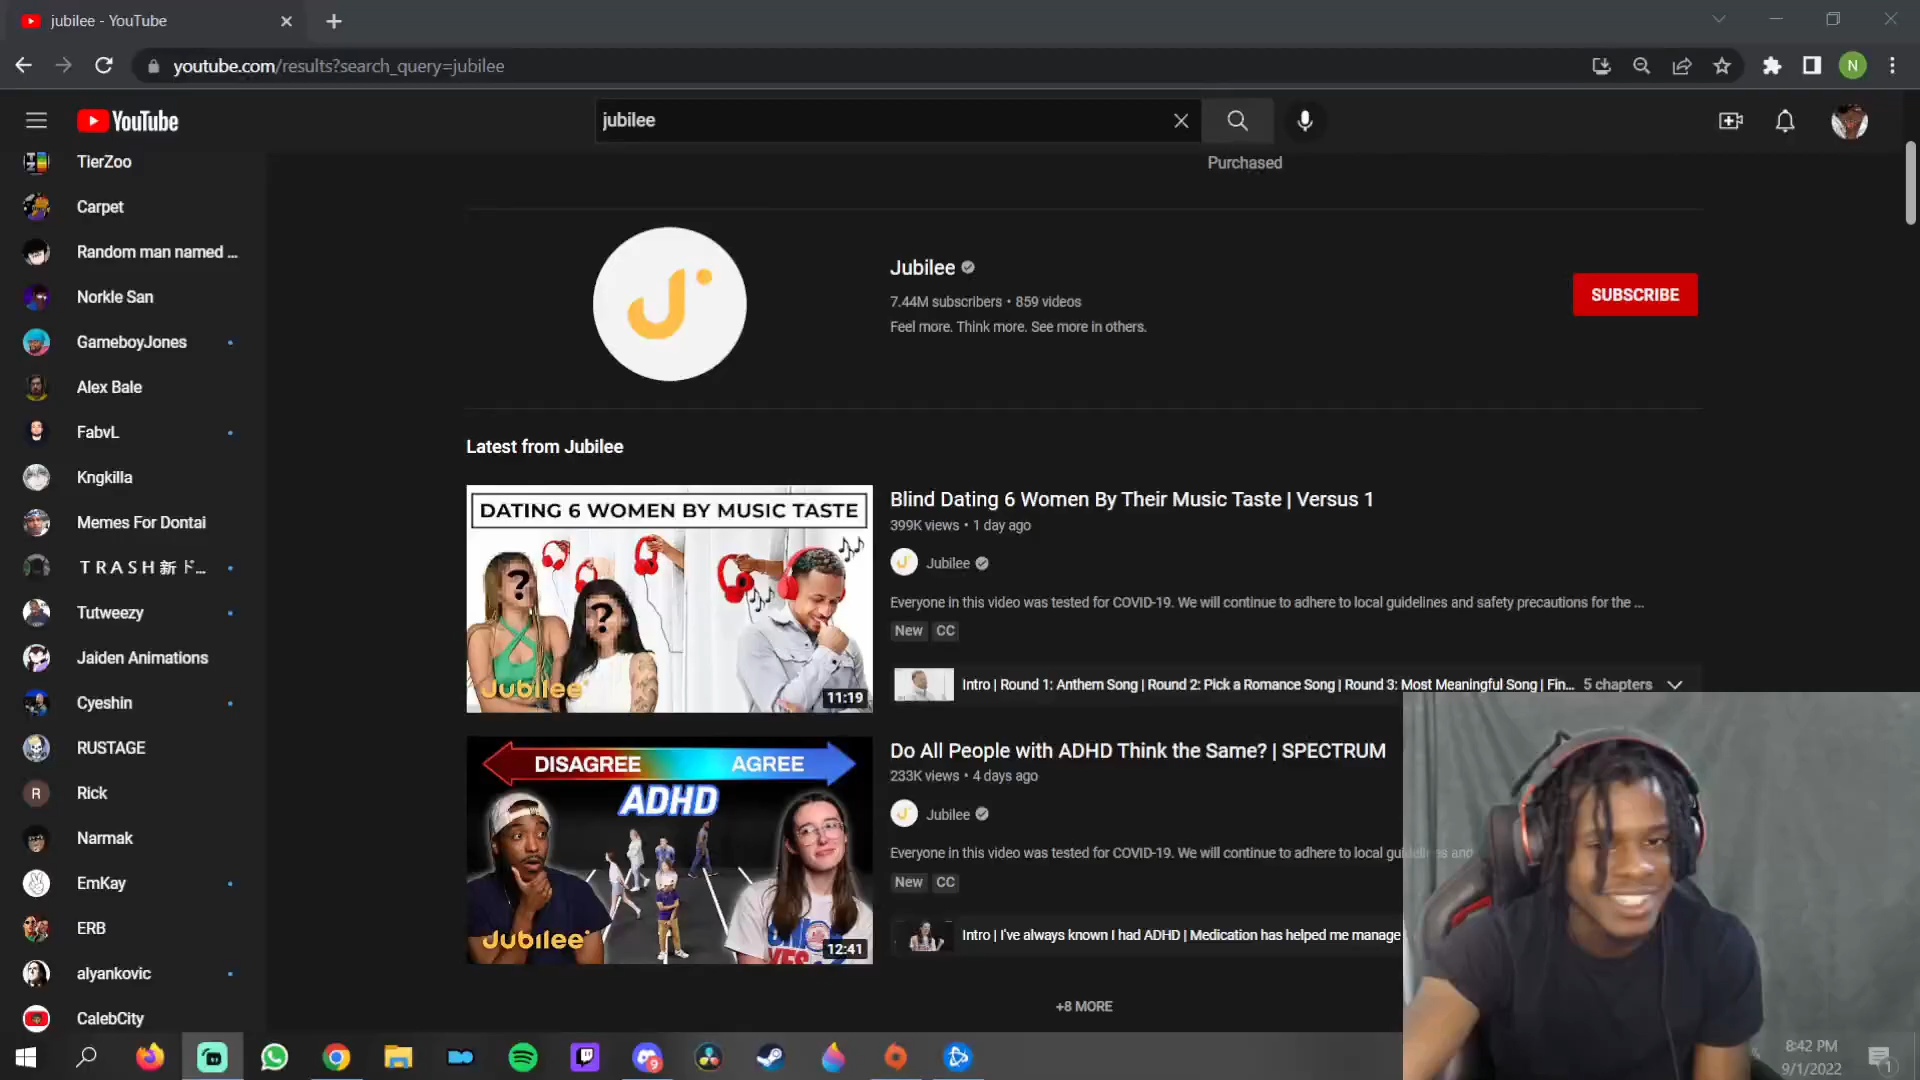 jubilee - YouTube
youtube.com/results?search_query=jubilee
N
YouTube
jubilee
Purchased
TierZoo
Carpet
Random man named ...
Norkle San
GameboyJones
Alex Bale
FabvL
Kngkilla
Memes For Dontai
T R A S H 新 ド...
Tutweezy
Jaiden Animations
Cyeshin
RUSTAGE
R
Rick
Narmak
EmKay
ERB
alyankovic
CalebCity
Jubilee
7.44M subscribers • 859 videos
Feel more. Think more. See more in others.
SUBSCRIBE
Latest from Jubilee
DATING 6 WOMEN BY MUSIC TASTE
? ?
Jubilee
11:19
Blind Dating 6 Women By Their Music Taste | Versus 1
399K views • 1 day ago
Jubilee
Everyone in this video was tested for COVID-19. We will continue to adhere to local guidelines and safety precautions for the ...
New CC
Intro | Round 1: Anthem Song | Round 2: Pick a Romance Song | Round 3: Most Meaningful Song | Fin... 5 chapters
DISAGREE AGREE
ADHD
Jubilee
12:41
Do All People with ADHD Think the Same? | SPECTRUM
233K views • 4 days ago
Jubilee
Everyone in this video was tested for COVID-19. We will continue to adhere to local guidelines and
New CC
Intro | I've always known I had ADHD | Medication has helped me manage
+8 MORE
9
8:42 PM
9/1/2022
1